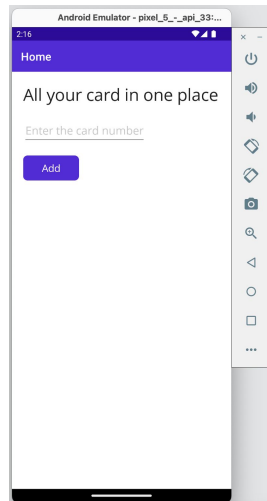 Android Emulator - pixel_5_-_api_33:...
2:16
Home
All your card in one place
Enter the card number
Add